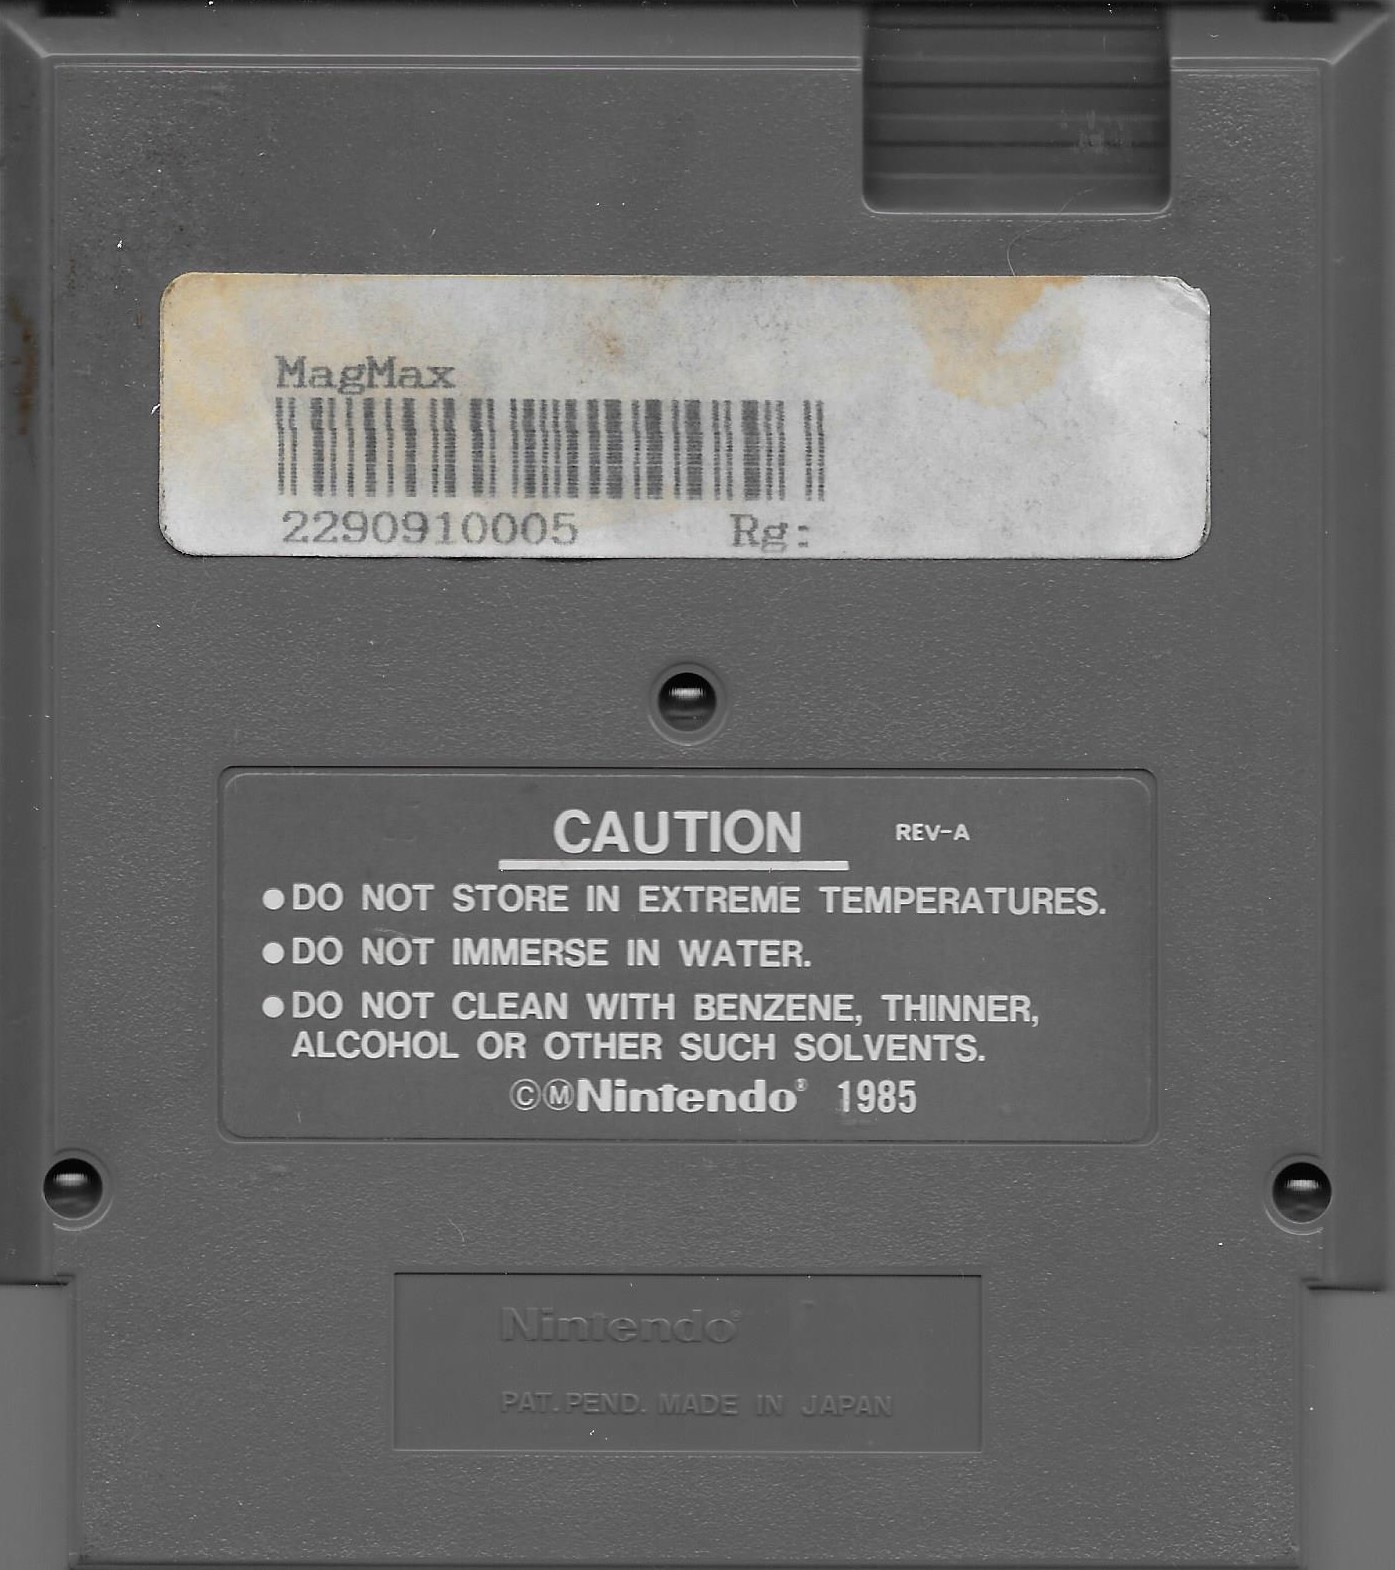 MagMax
2290910005 Rg:
CAUTION REV-A
●DO NOT STORE IN EXTREME TEMPERATURES.
●DO NOT IMMERSE IN WATER.
●DO NOT CLEAN WITH BENZENE, THINNER,
ALCOHOL OR OTHER SUCH SOLVENTS.
©ⓂNintendo® 1985
Nintendo®
PAT. PEND. MADE IN JAPAN